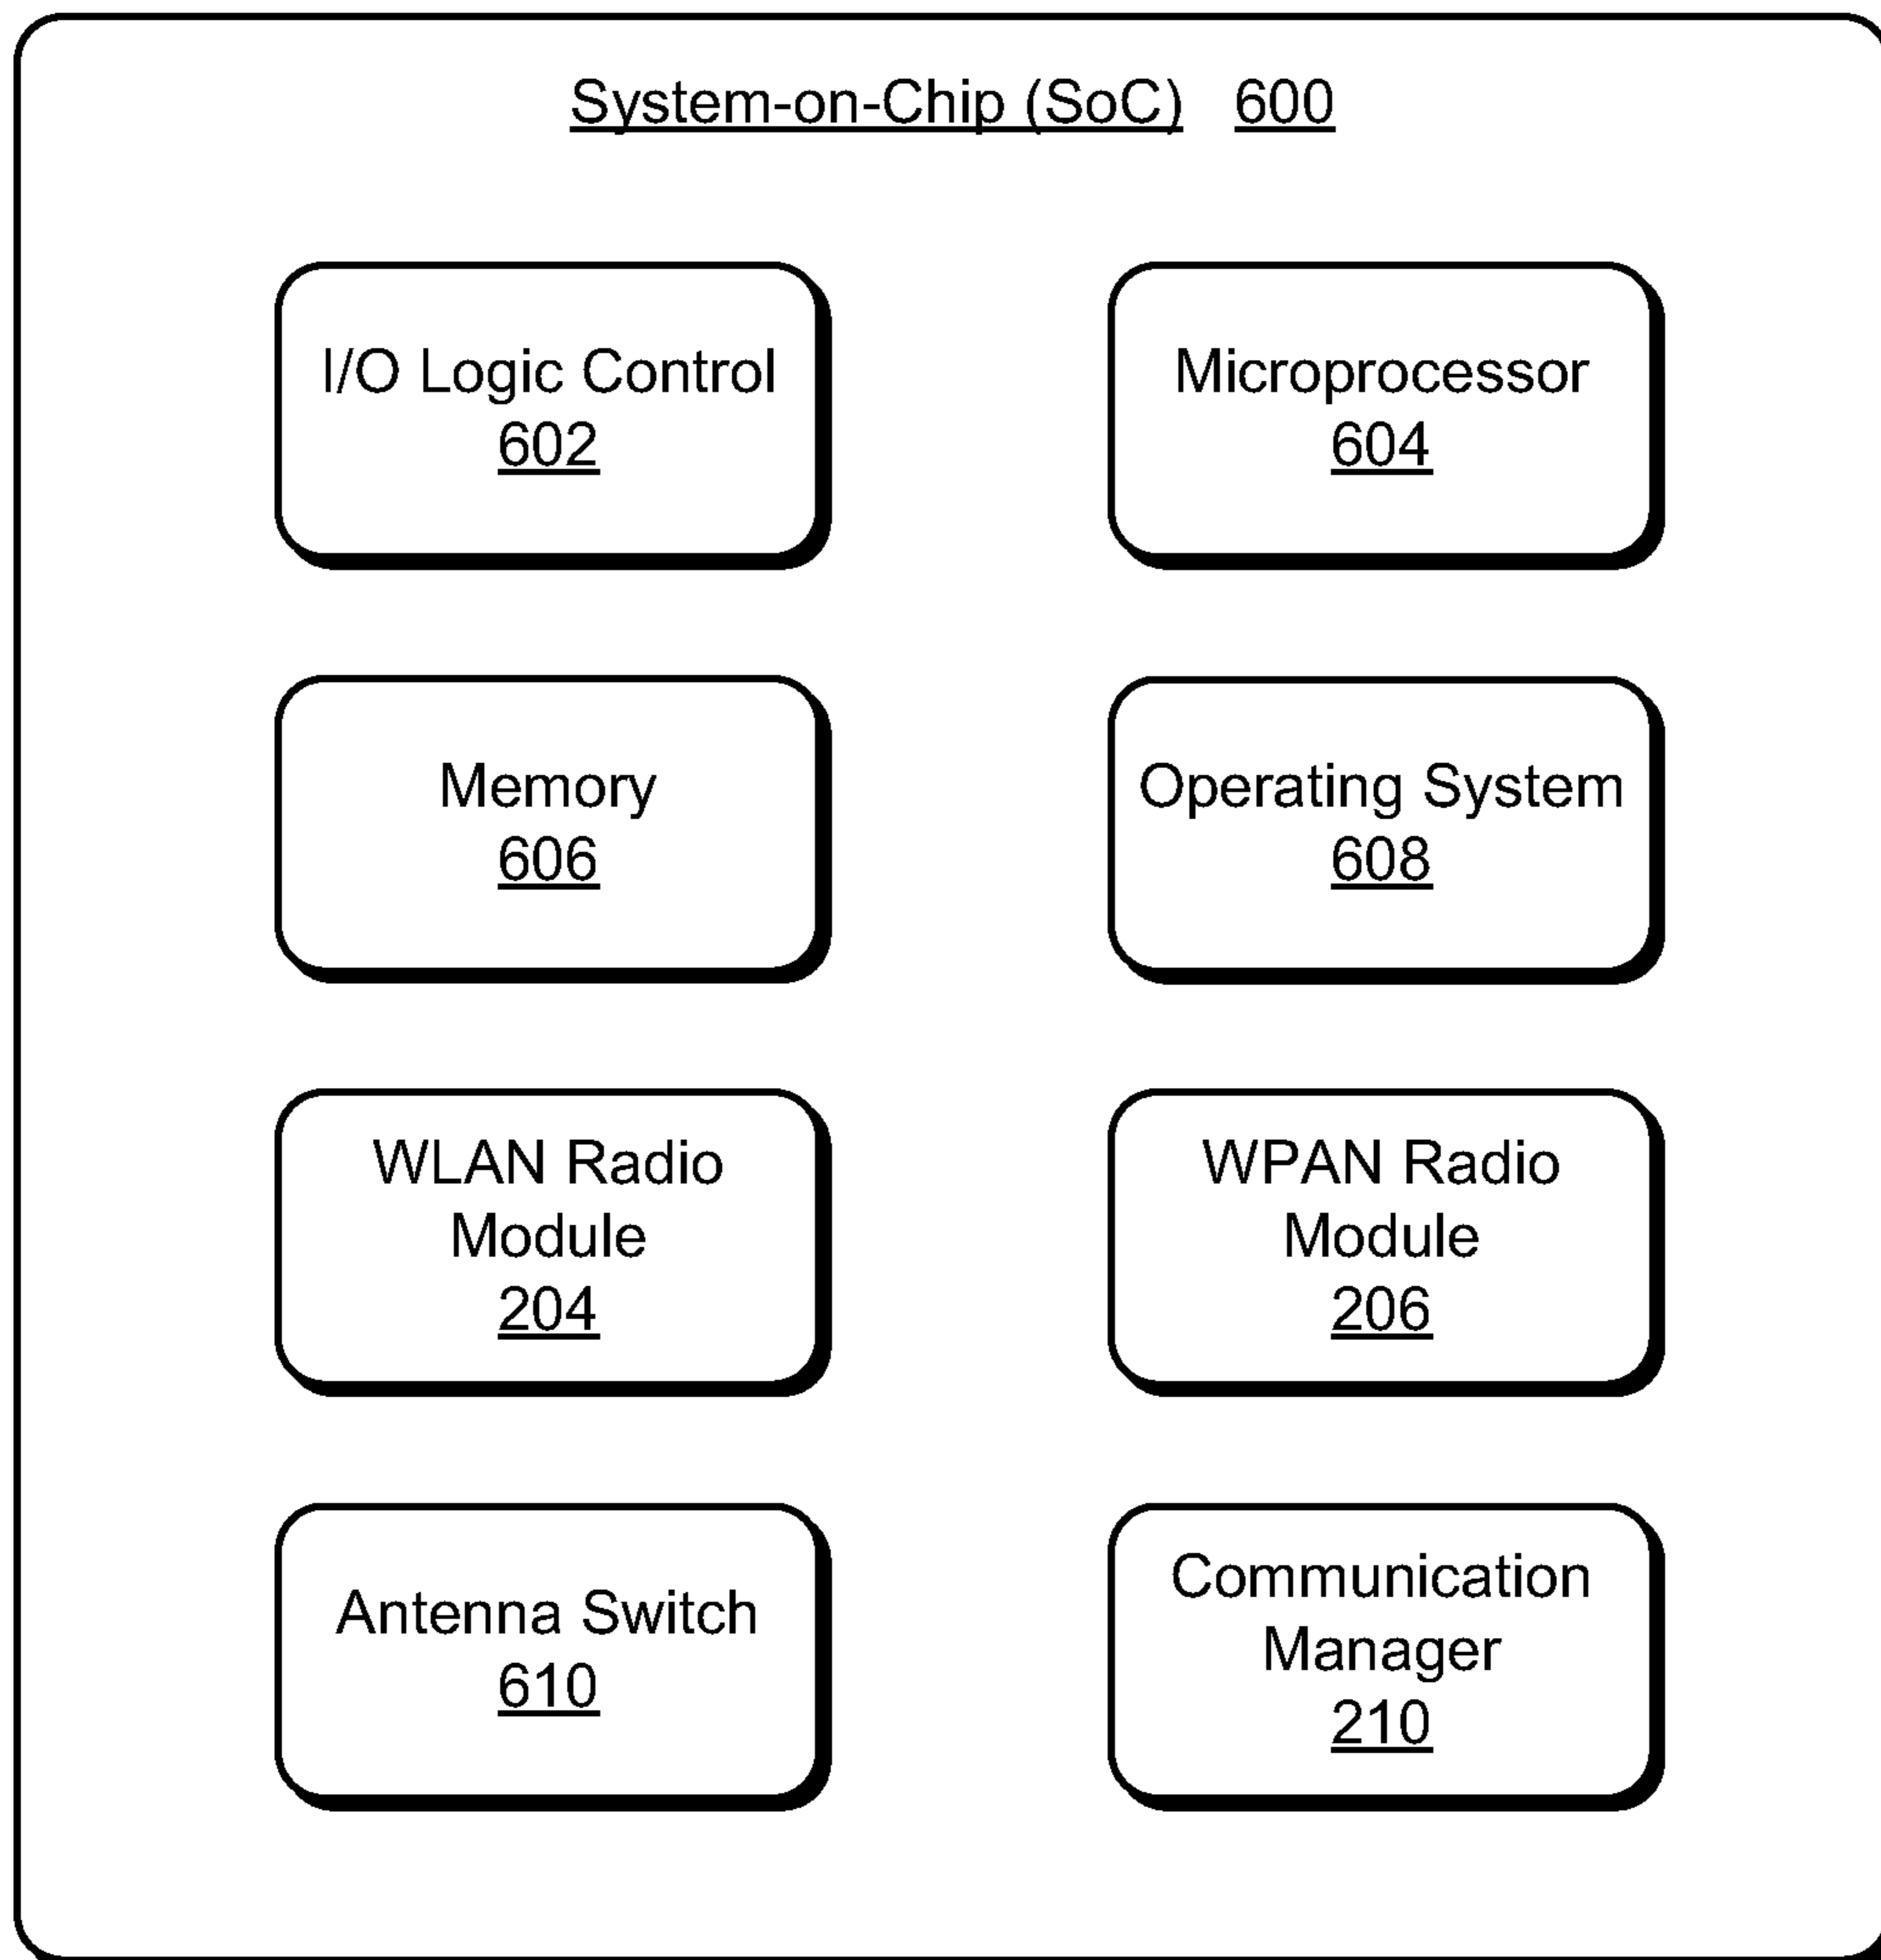 System-on-Chip (SoC) 600
I/O Logic Control
602
Microprocessor
604
Memory
606
Operating System
608
WLAN Radio
Module
204
WPAN Radio
Module
206
Antenna Switch
610
Communication
Manager
210